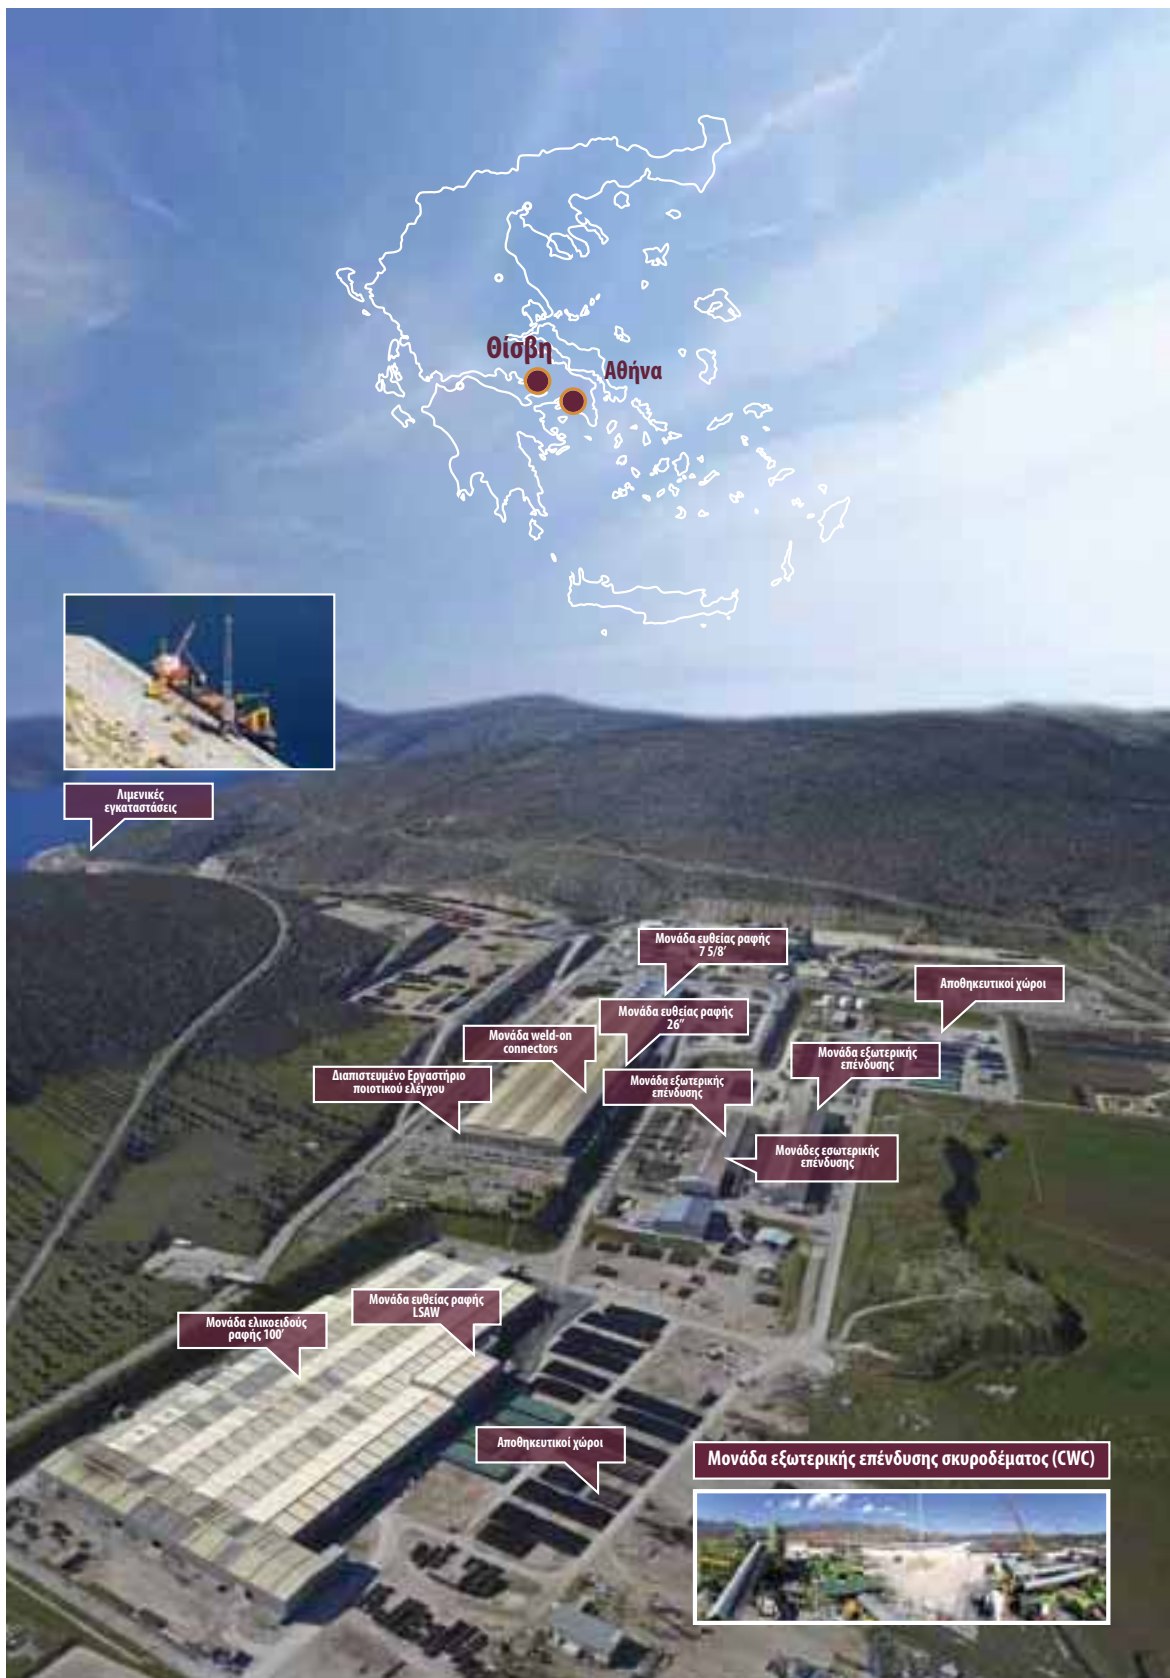 Θίσβη
Αθήνα
Λιμενικές
εγκαταστάσεις
Μονάδα ευθείας ραφής
7 5/8′
Αποθηκευτικοί χώροι
Μονάδα ευθείας ραφής
26″
Μονάδα weld-on
connectors
Μονάδα εξωτερικής
επένδυσης
Διαπιστευμένο Εργαστήριο
ποιοτικού ελέγχου
Μονάδα εξωτερικής
επένδυσης
Μονάδες εσωτερικής
επένδυσης
Μονάδα ευθείας ραφής
LSAW
Μονάδα ελικοειδούς
ραφής 100′
Αποθηκευτικοί χώροι
Μονάδα εξωτερικής επένδυσης σκυροδέματος (CWC)